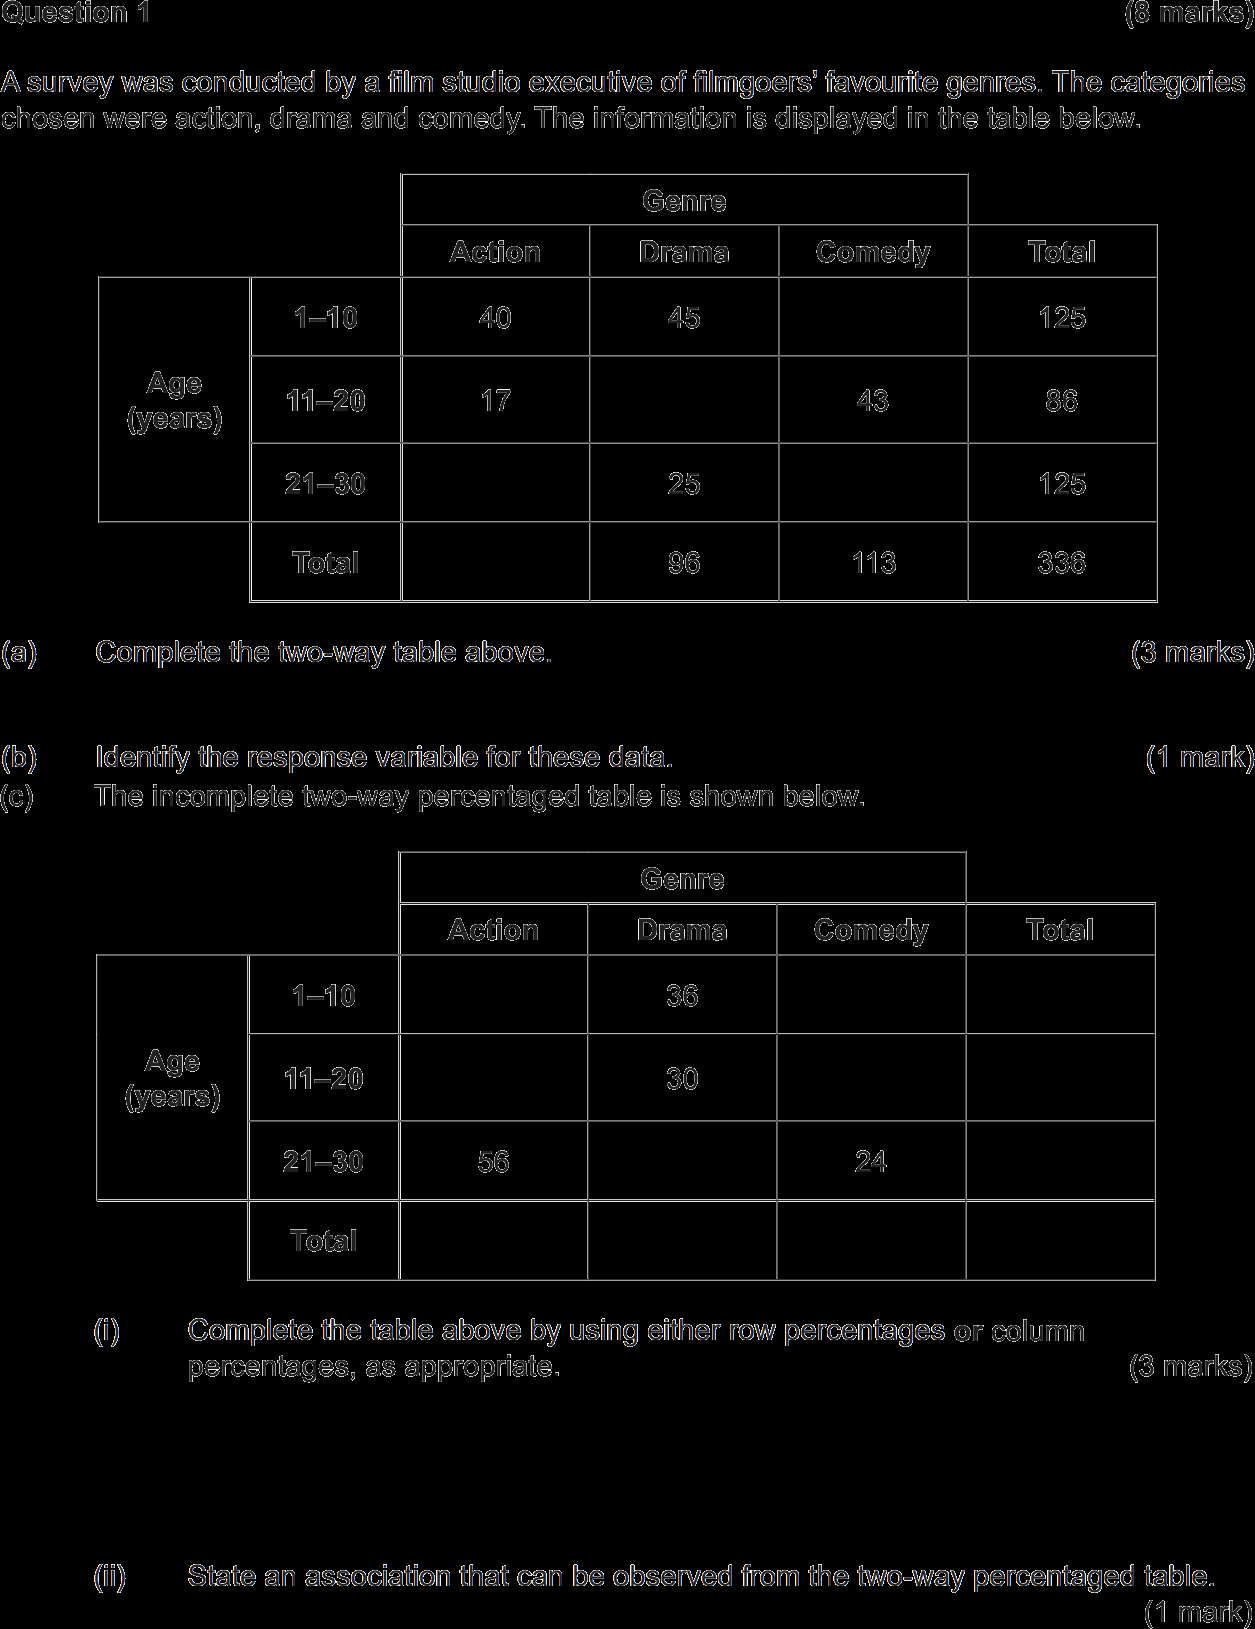 Question 1 (8 marks)
A survey was conducted by a film studio executive of filmgoers' favourite genres. The categories
chosen were action, drama and comedy. The information is displayed in the table below.
Genre
Action Drama Comedy Total
1–10 40 45 125
Age
(years)
11–20 17 43 86
21–30 25 125
Total 96 113 336
(a) Complete the two-way table above. (3 marks)
(b) Identify the response variable for these data. (1 mark)
(c) The incomplete two-way percentaged table is shown below.
Genre
Action Drama Comedy Total
1–10 36
Age
(years)
11–20 30
21–30 56 24
Total
(i) Complete the table above by using either row percentages or column
percentages, as appropriate. (3 marks)
(ii) State an association that can be observed from the two-way percentaged table.
(1 mark)